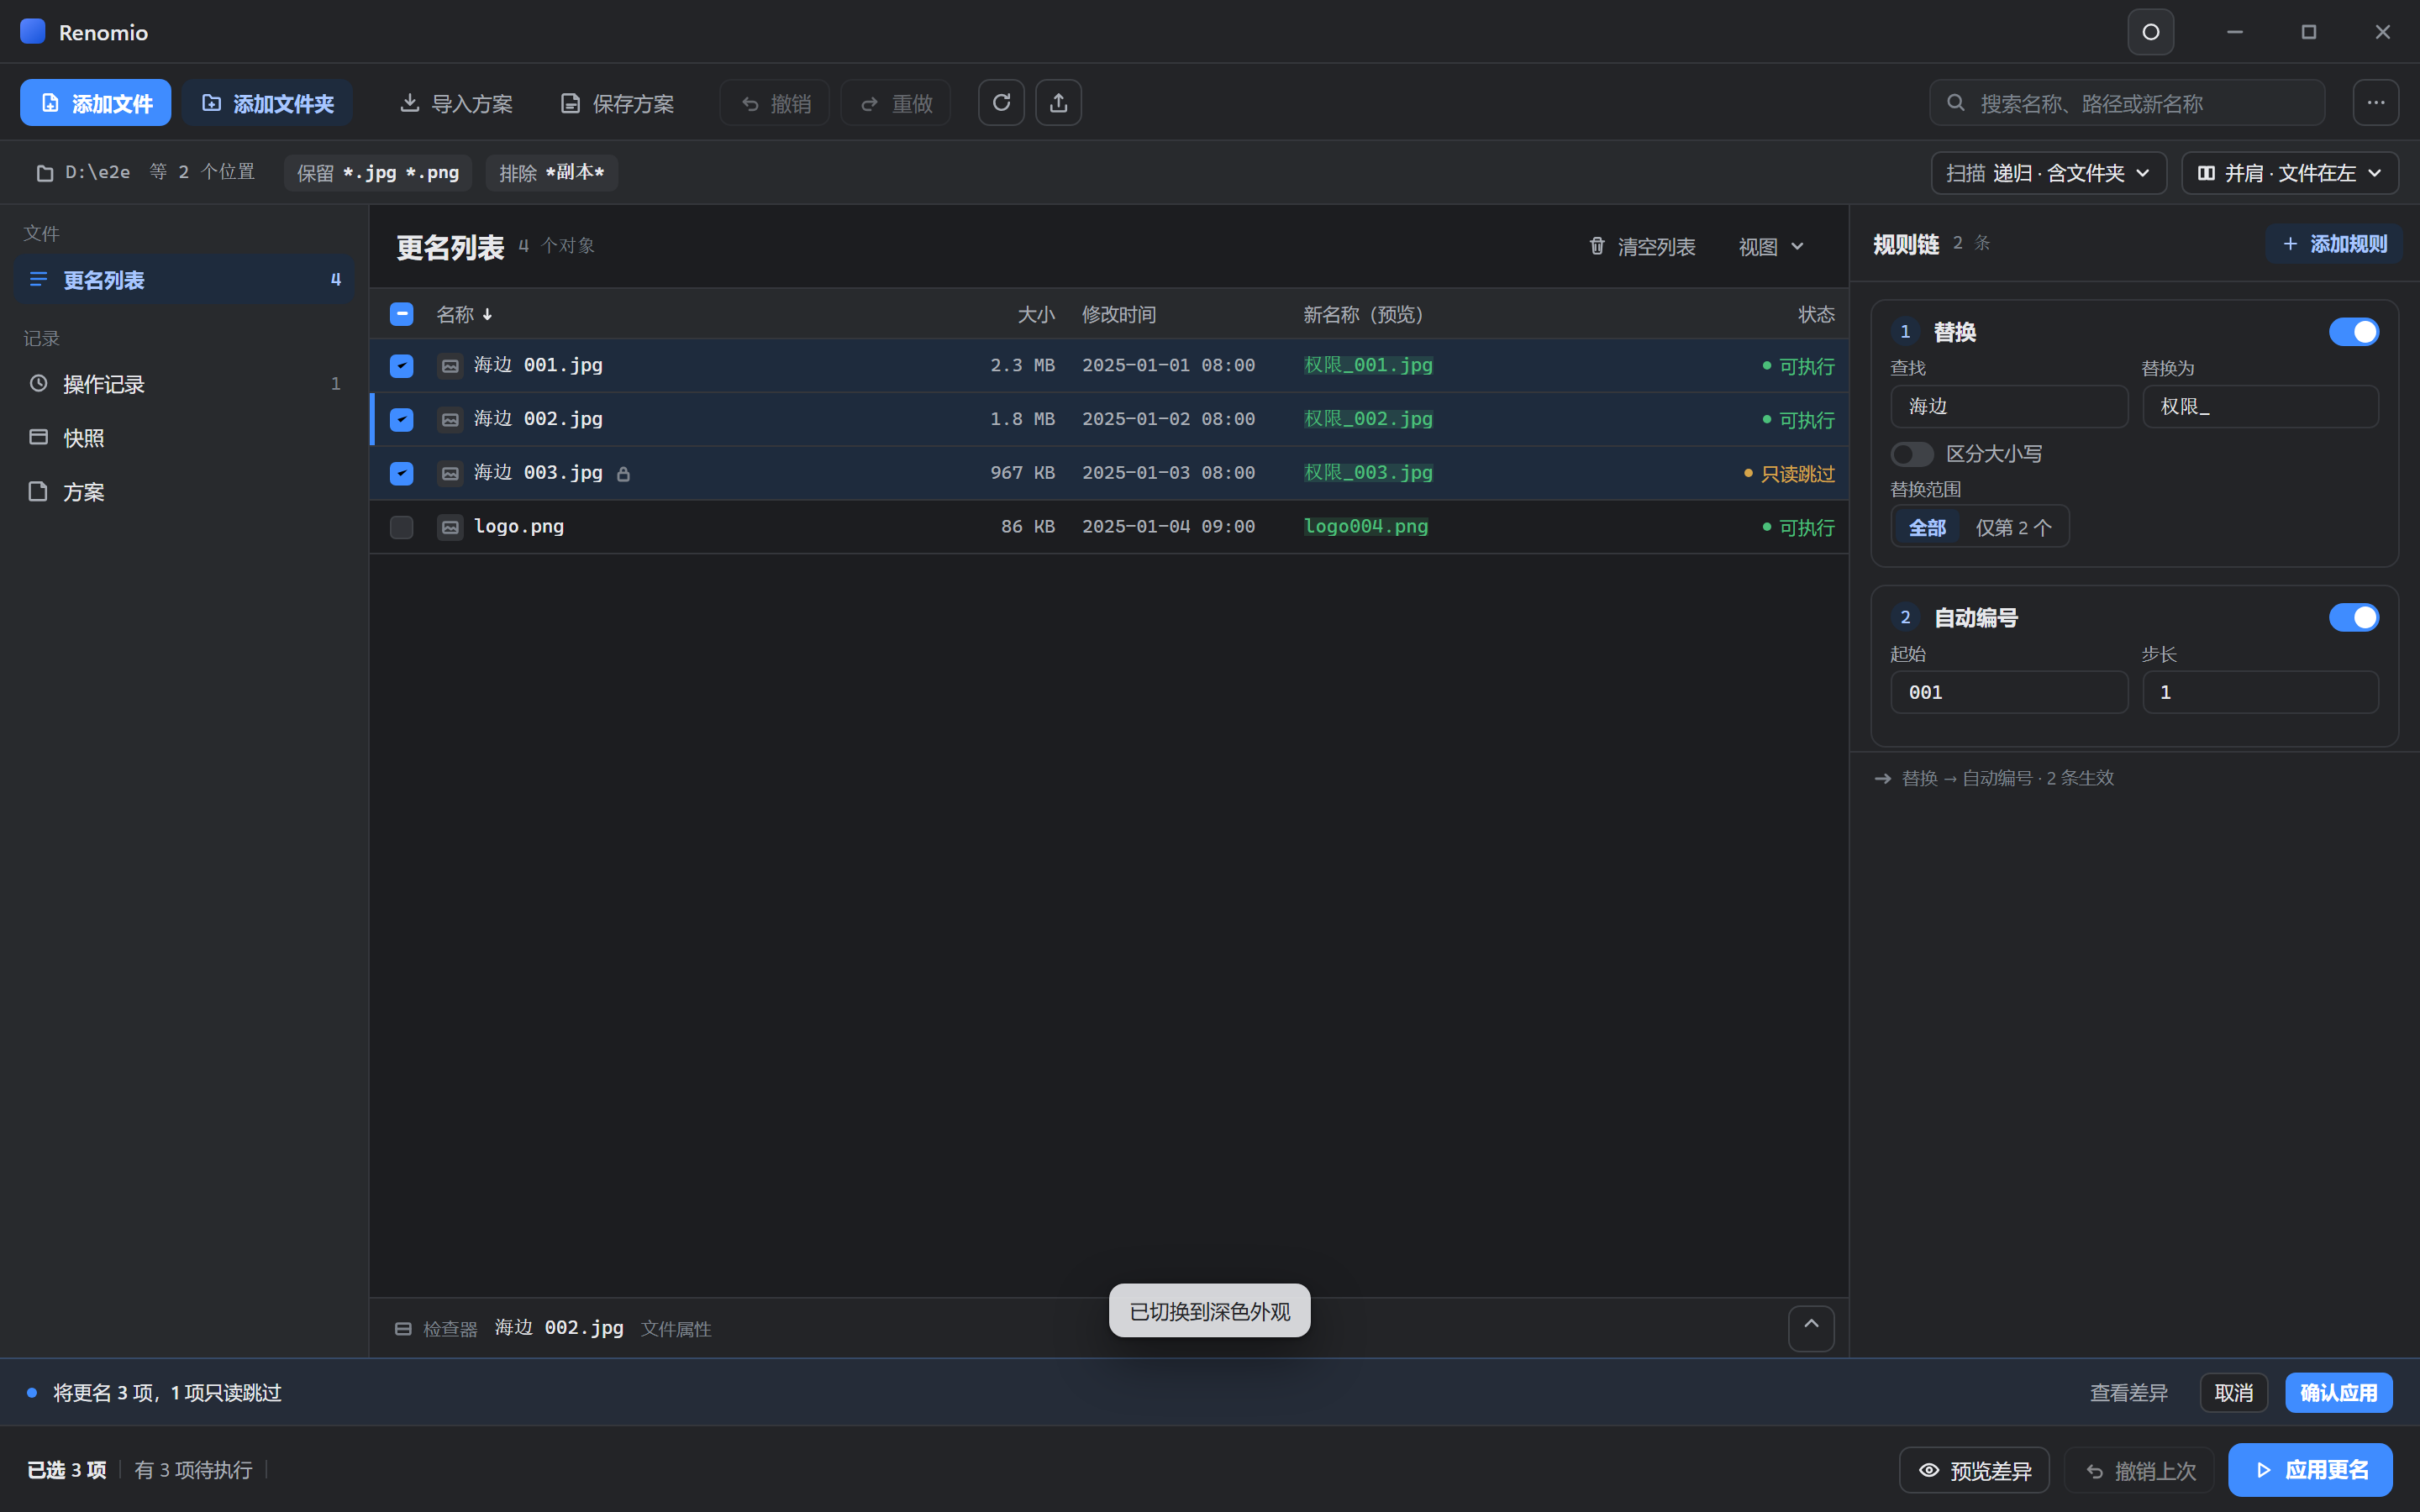 Renomio
添加文件 添加文件夹 导入方案 保存方案 撤销 重做 搜索名称、路径或新名称
D:\e2e 等 2 个位置 保留 *.jpg *.png 排除 *副本* 扫描 递归 · 含文件夹 并肩 · 文件在左
文件
更名列表 4
记录
操作记录 1
快照
方案
更名列表 4 个对象 清空列表 视图
名称 大小 修改时间 新名称（预览） 状态
海边 001.jpg 2.3 MB 2025-01-01 08:00 权限_001.jpg 可执行
海边 002.jpg 1.8 MB 2025-01-02 08:00 权限_002.jpg 可执行
海边 003.jpg 967 KB 2025-01-03 08:00 权限_003.jpg 只读跳过
logo.png 86 KB 2025-01-04 09:00 logo004.png 可执行
规则链 2 条 添加规则
1 替换
查找 替换为
海边 权限_
区分大小写
替换范围
全部 仅第 2 个
2 自动编号
起始 步长
001 1
替换 → 自动编号 · 2 条生效
检查器 海边 002.jpg 文件属性
已切换到深色外观
将更名 3 项，1 项只读跳过 查看差异 取消 确认应用
已选 3 项 有 3 项待执行 预览差异 撤销上次 应用更名